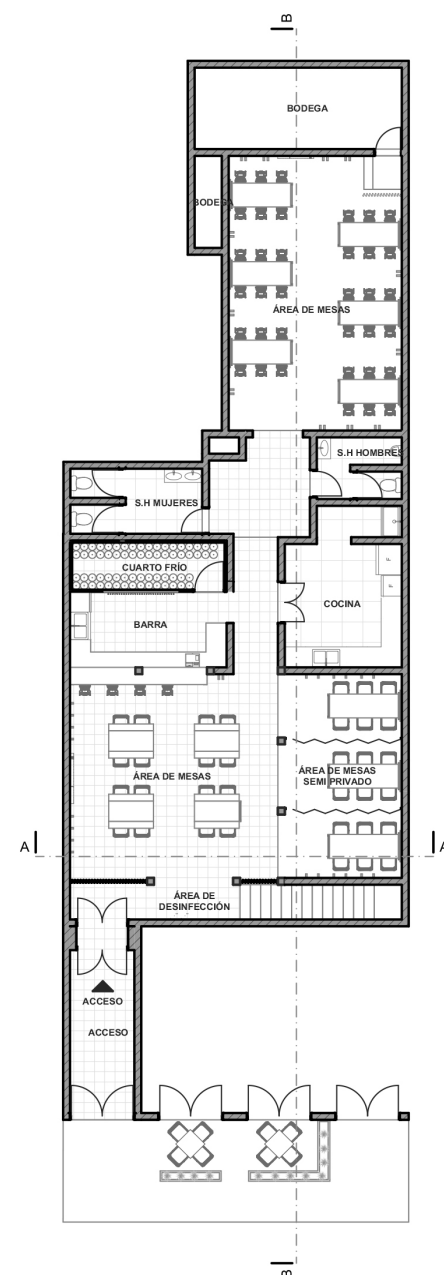 B
BODEGA
BODEGA
ÁREA DE MESAS
S.H HOMBRES
S.H MUJERES
CUARTO FRÍO
COCINA
BARRA
ÁREA DE MESAS
ÁREA DE MESAS
SEMI PRIVADO
A
A
ÁREA DE
DESINFECCIÓN
ACCESO
ACCESO
B